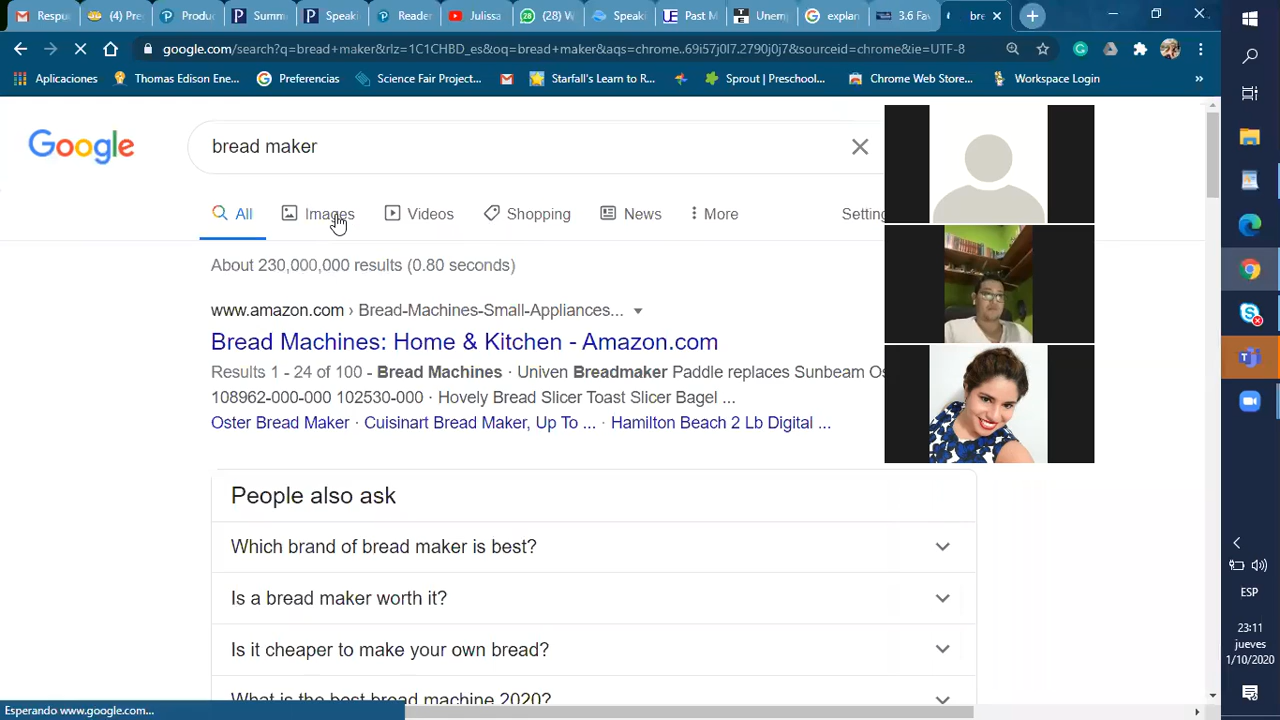 Respu
(4) Pre
Produc
Summ
Speaki
Reader
Julissa
(28) W
Speaki
Past M
Unem
explan
3.6 Fav
bre
google.com/search?q=bread+maker&rlz=1C1CHBD_es&oq=bread+maker&aqs=chrome..69i57j0l7.2790j0j7&sourceid=chrome&ie=UTF-8
Aplicaciones
Thomas Edison Ene...
Preferencias
Science Fair Project...
Starfall's Learn to R...
Sprout | Preschool...
Chrome Web Store...
Workspace Login
»
Google
bread maker
All
Images
Videos
Shopping
News
More
Setting
About 230,000,000 results (0.80 seconds)
www.amazon.com › Bread-Machines-Small-Appliances...
Bread Machines: Home & Kitchen - Amazon.com
Results 1 - 24 of 100 - Bread Machines · Univen Breadmaker Paddle replaces Sunbeam Os
108962-000-000 102530-000 · Hovely Bread Slicer Toast Slicer Bagel ...
Oster Bread Maker · Cuisinart Bread Maker, Up To ... · Hamilton Beach 2 Lb Digital ...
People also ask
Which brand of bread maker is best?
Is a bread maker worth it?
Is it cheaper to make your own bread?
What is the best bread machine 2020?
Esperando www.google.com...
ESP
23:11
jueves
1/10/2020